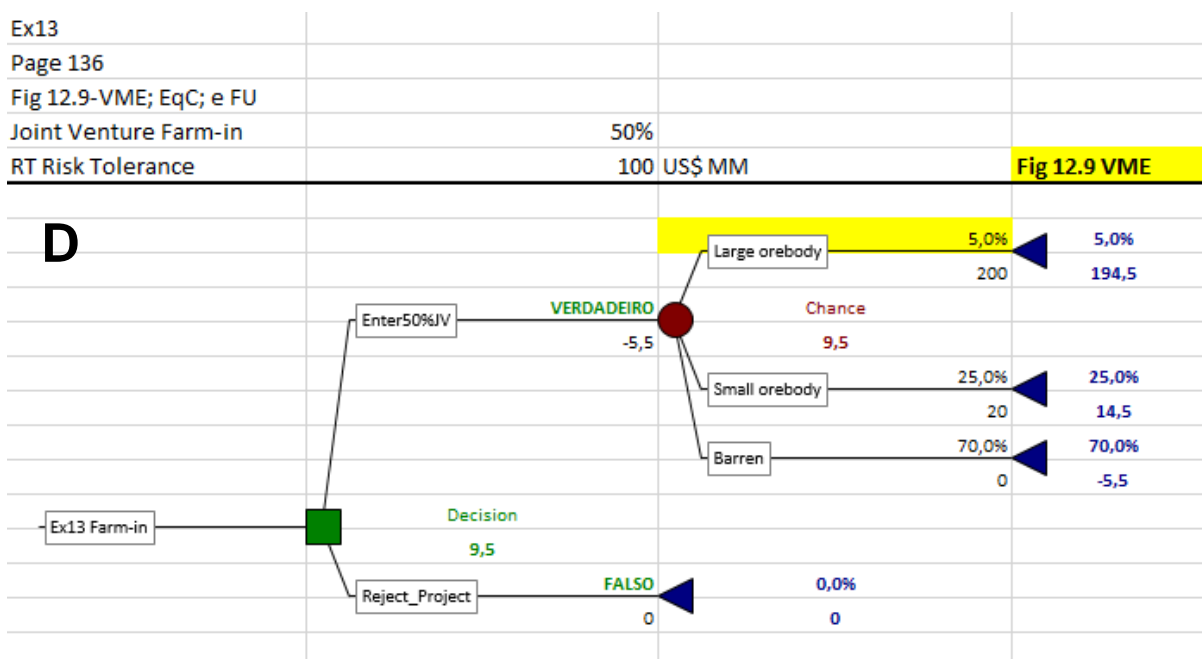 Ex13
Page 136
Fig 12.9-VME; EqC; e FU
Joint Venture Farm-in 50%
RT Risk Tolerance 100 US$ MM Fig 12.9 VME
D
Large orebody 5,0% 5,0%
200 194,5
Enter50%JV VERDADEIRO Chance
-5,5 9,5
Small orebody 25,0% 25,0%
20 14,5
Barren 70,0% 70,0%
0 -5,5
Ex13 Farm-in Decision
9,5
Reject_Project FALSO 0,0%
0 0